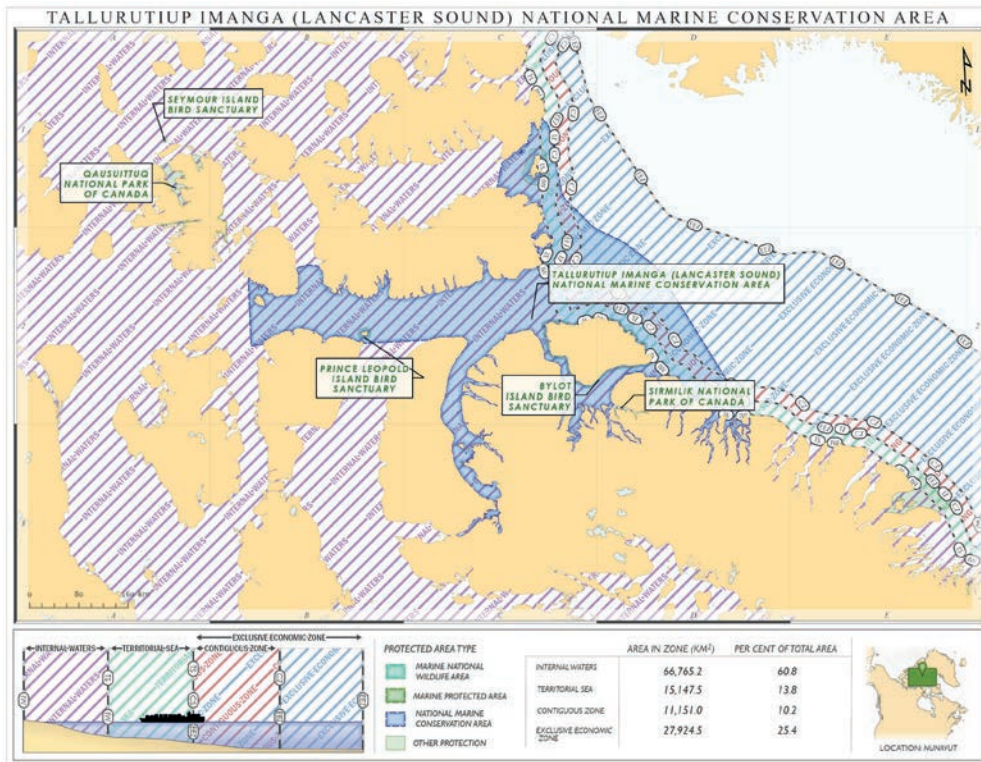 TALLURUTIUP IMANGA (LANCASTER SOUND) NATIONAL MARINE CONSERVATION AREA
A
B
C
D
E
SEYMOUR ISLAND
BIRD SANCTUARY
QAUSUITTUQ
NATIONAL PARK
OF CANADA
TALLURUTIUP IMANGA (LANCASTER SOUND)
NATIONAL MARINE CONSERVATION AREA
PRINCE LEOPOLD
ISLAND BIRD
SANCTUARY
BYLOT
ISLAND BIRD
SANCTUARY
SIRMILIK NATIONAL
PARK OF CANADA
INTERNAL WATERS
EXCLUSIVE ECONOMIC ZONE
0 80 160 km
A
B
C
D
E
EXCLUSIVE ECONOMIC ZONE
INTERNAL WATERS
TERRITORIAL SEA
CONTIGUOUS ZONE
PROTECTED AREA TYPE
MARINE NATIONAL
WILDLIFE AREA
MARINE PROTECTED AREA
NATIONAL MARINE
CONSERVATION AREA
OTHER PROTECTION
AREA IN ZONE (KM²) PER CENT OF TOTAL AREA
INTERNAL WATERS 66,765.2 60.8
TERRITORIAL SEA 15,147.5 13.8
CONTIGUOUS ZONE 11,151.0 10.2
EXCLUSIVE ECONOMIC
ZONE 27,924.5 25.4
LOCATION: NUNAVUT